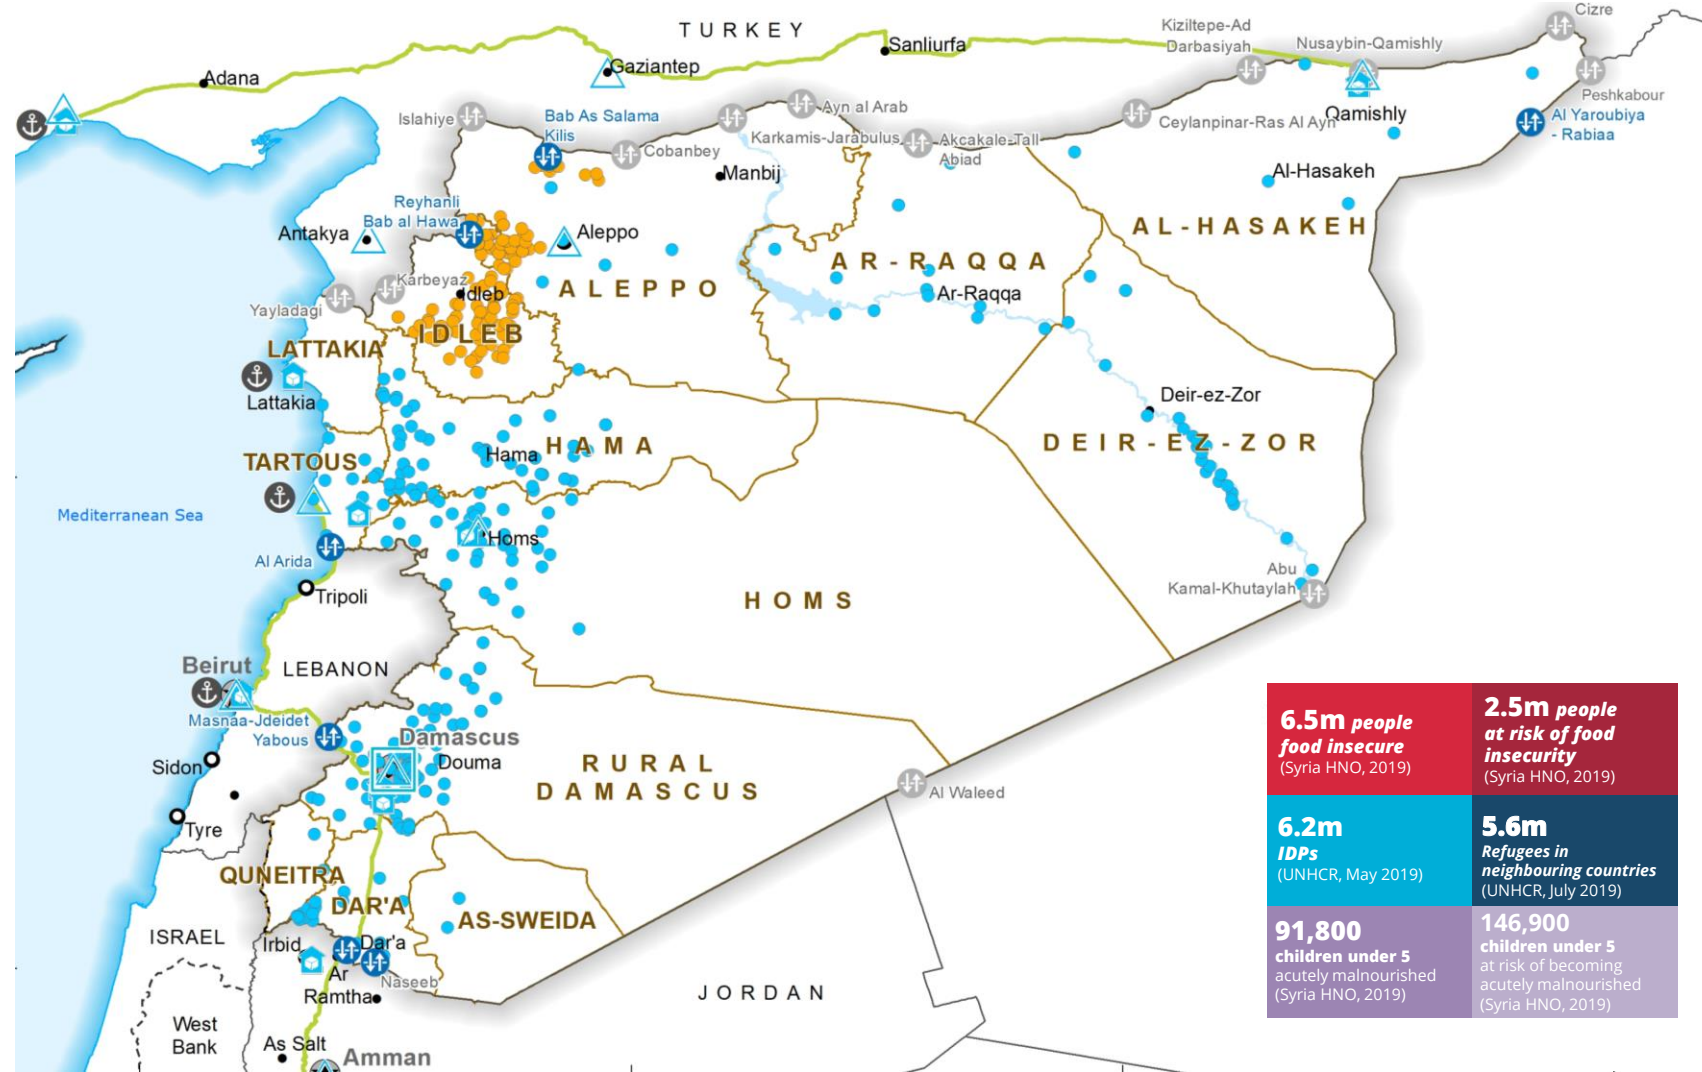 Cizre
TURKEY
Kiziltepe-Ad
Darbasiyah
Nusaybin-Qamishly
Sanliurfa
Gaziantep
Adana
Peshkabour
Islahiye
Bab As Salama
Kilis
Ayn al Arab
Karkamis-Jarabulus
Akcakale-Tall
Abiad
Ceylanpinar-Ras Al Ayn
Qamishly
Al Yaroubiya
- Rabiaa
Cobanbey
Manbij
Al-Hasakeh
Reyhanli
Bab al Hawa
Antakya
Aleppo
AL-HASAKEH
AR-RAQQA
Karbeyaz
Idleb
ALEPPO
Ar-Raqqa
Yayladagi
IDLEB
LATTAKIA
Lattakia
Deir-ez-Zor
DEIR-EZ-ZOR
Hama
HAMA
TARTOUS
Mediterranean Sea
Homs
Al Arida
Abu
Kamal-Khutaylah
Tripoli
HOMS
Beirut
LEBANON
Masnaa-Jdeidet
Yabous
Damascus
Douma
Sidon
RURAL
DAMASCUS
Al Waleed
Tyre
QUNEITRA
DAR'A
AS-SWEIDA
ISRAEL
Irbid
Dar'a
Ar
Ramtha
Naseeb
JORDAN
West
Bank
As Salt
Amman
6.5m people
food insecure
(Syria HNO, 2019)
2.5m people
at risk of food
insecurity
(Syria HNO, 2019)
6.2m
IDPs
(UNHCR, May 2019)
5.6m
Refugees in
neighbouring countries
(UNHCR, July 2019)
91,800
children under 5
acutely malnourished
(Syria HNO, 2019)
146,900
children under 5
at risk of becoming
acutely malnourished
(Syria HNO, 2019)